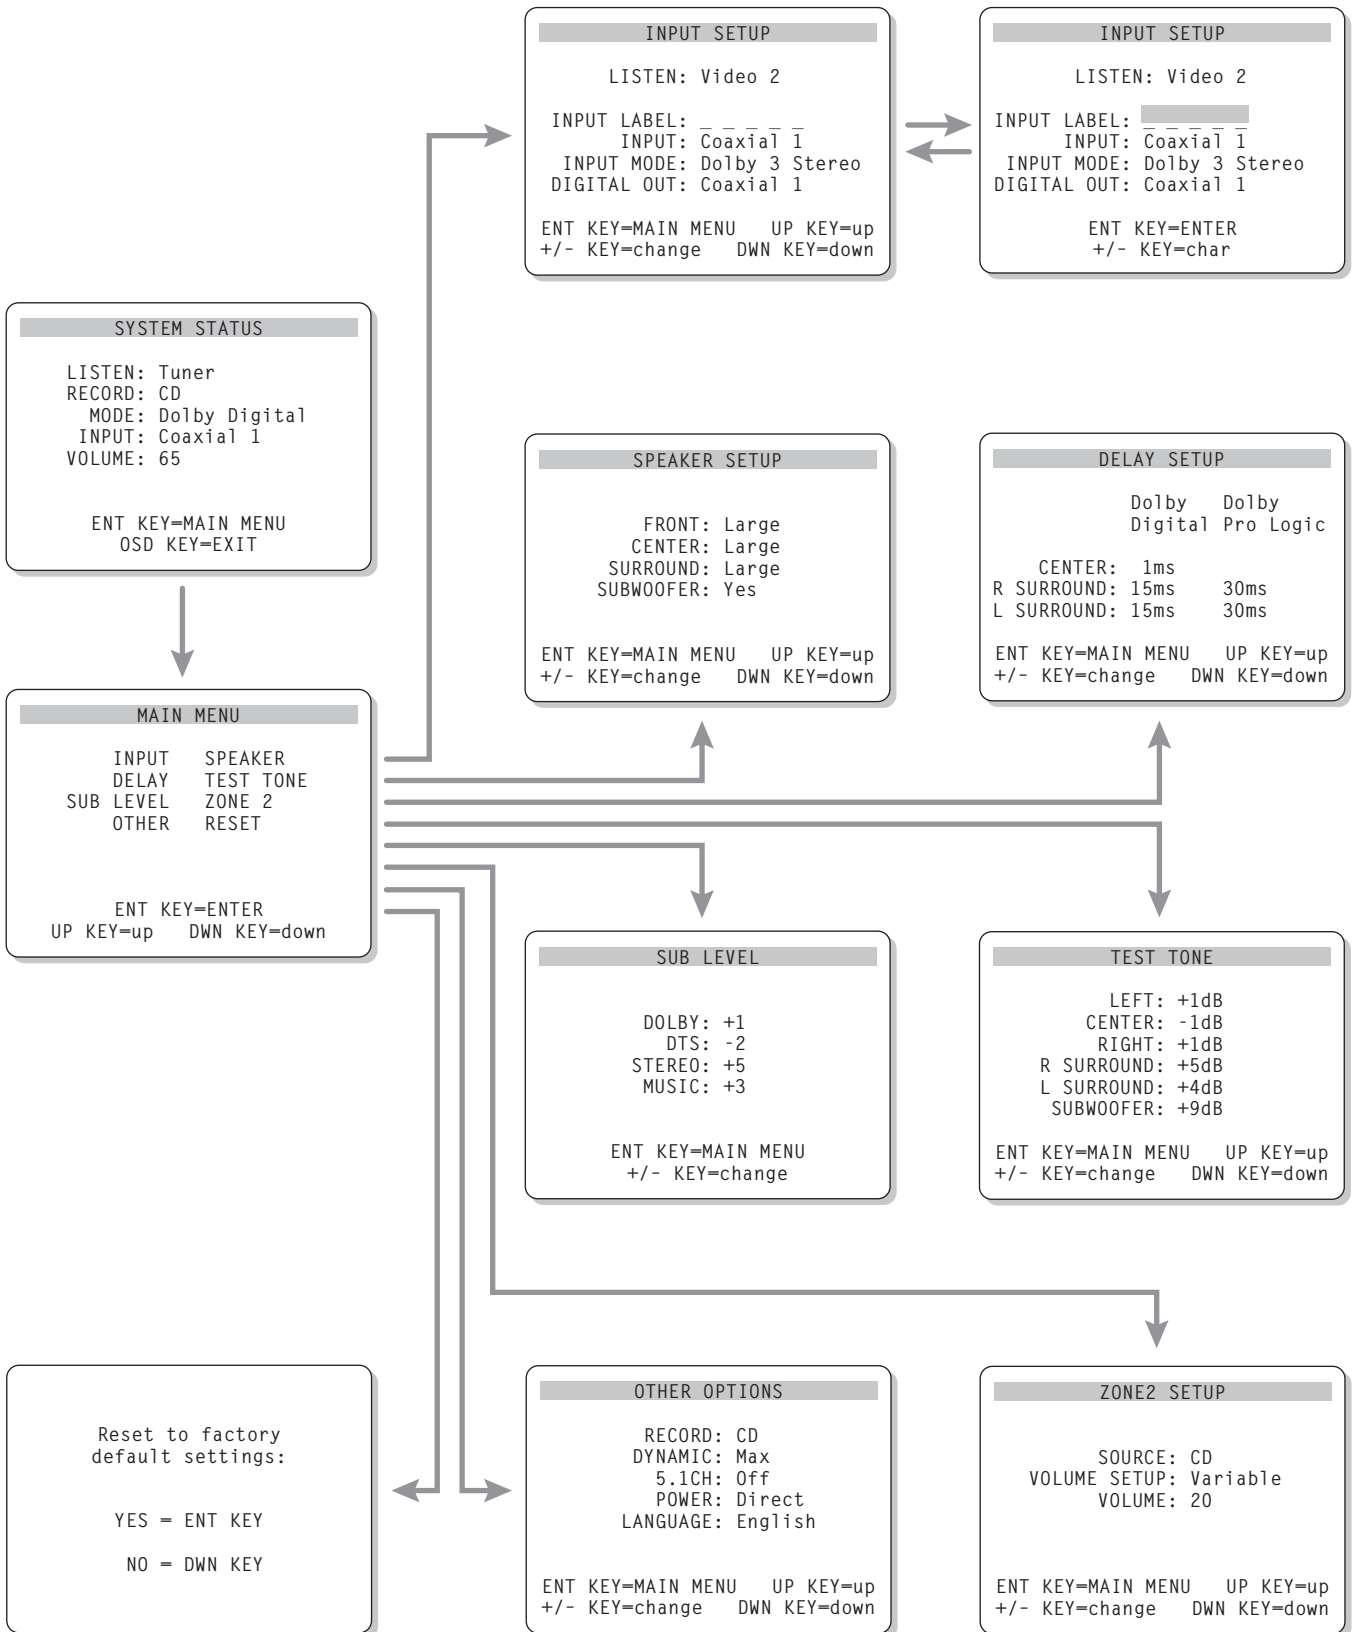 INPUT SETUP
LISTEN: Video 2
INPUT LABEL: _ _ _ _ _
INPUT: Coaxial 1
INPUT MODE: Dolby 3 Stereo
DIGITAL OUT: Coaxial 1
ENT KEY=MAIN MENU UP KEY=up
+/- KEY=change DWN KEY=down
INPUT SETUP
LISTEN: Video 2
INPUT LABEL: _ _ _ _ _
INPUT: Coaxial 1
INPUT MODE: Dolby 3 Stereo
DIGITAL OUT: Coaxial 1
ENT KEY=ENTER
+/- KEY=char
SYSTEM STATUS
LISTEN: Tuner
RECORD: CD
MODE: Dolby Digital
INPUT: Coaxial 1
VOLUME: 65
ENT KEY=MAIN MENU
OSD KEY=EXIT
SPEAKER SETUP
FRONT: Large
CENTER: Large
SURROUND: Large
SUBWOOFER: Yes
ENT KEY=MAIN MENU UP KEY=up
+/- KEY=change DWN KEY=down
DELAY SETUP
Dolby Dolby
Digital Pro Logic
CENTER: 1ms
R SURROUND: 15ms 30ms
L SURROUND: 15ms 30ms
ENT KEY=MAIN MENU UP KEY=up
+/- KEY=change DWN KEY=down
MAIN MENU
INPUT SPEAKER
DELAY TEST TONE
SUB LEVEL ZONE 2
OTHER RESET
ENT KEY=ENTER
UP KEY=up DWN KEY=down
SUB LEVEL
DOLBY: +1
DTS: -2
STEREO: +5
MUSIC: +3
ENT KEY=MAIN MENU
+/- KEY=change
TEST TONE
LEFT: +1dB
CENTER: -1dB
RIGHT: +1dB
R SURROUND: +5dB
L SURROUND: +4dB
SUBWOOFER: +9dB
ENT KEY=MAIN MENU UP KEY=up
+/- KEY=change DWN KEY=down
Reset to factory
default settings:
YES = ENT KEY
NO = DWN KEY
OTHER OPTIONS
RECORD: CD
DYNAMIC: Max
5.1CH: Off
POWER: Direct
LANGUAGE: English
ENT KEY=MAIN MENU UP KEY=up
+/- KEY=change DWN KEY=down
ZONE2 SETUP
SOURCE: CD
VOLUME SETUP: Variable
VOLUME: 20
ENT KEY=MAIN MENU UP KEY=up
+/- KEY=change DWN KEY=down